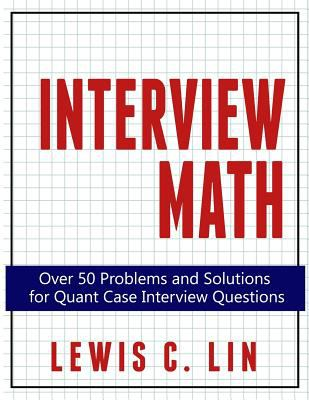 INTERVIEW
MATH
Over 50 Problems and Solutions
for Quant Case Interview Questions
LEWIS C. LIN